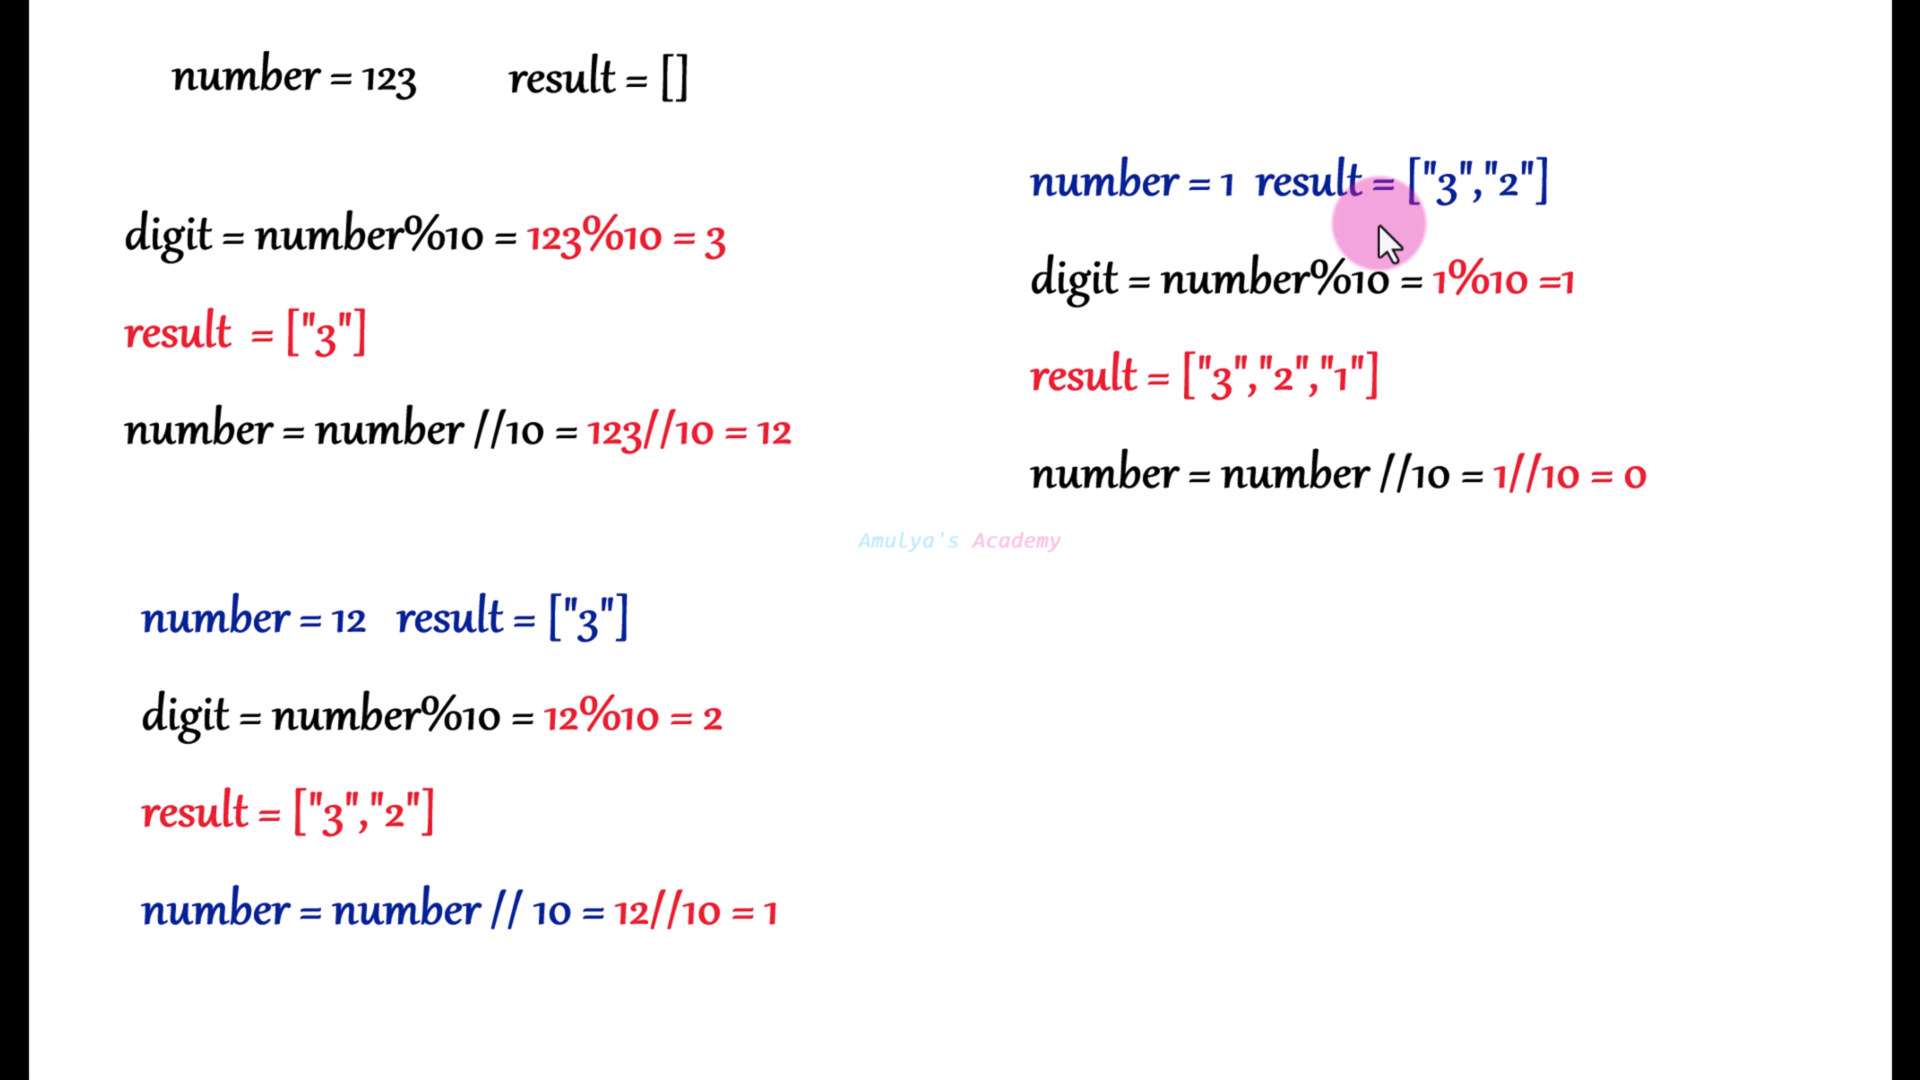 number = 123 result = []
digit = number%10 = 123%10 = 3
result = ["3"]
number = number //10 = 123//10 = 12
number = 12 result = ["3"]
digit = number%10 = 12%10 = 2
result = ["3","2"]
number = number // 10 = 12//10 = 1
number = 1 result = ["3","2"]
digit = number%10 = 1%10 =1
result = ["3","2","1"]
number = number //10 = 1//10 = 0
Amulya's Academy